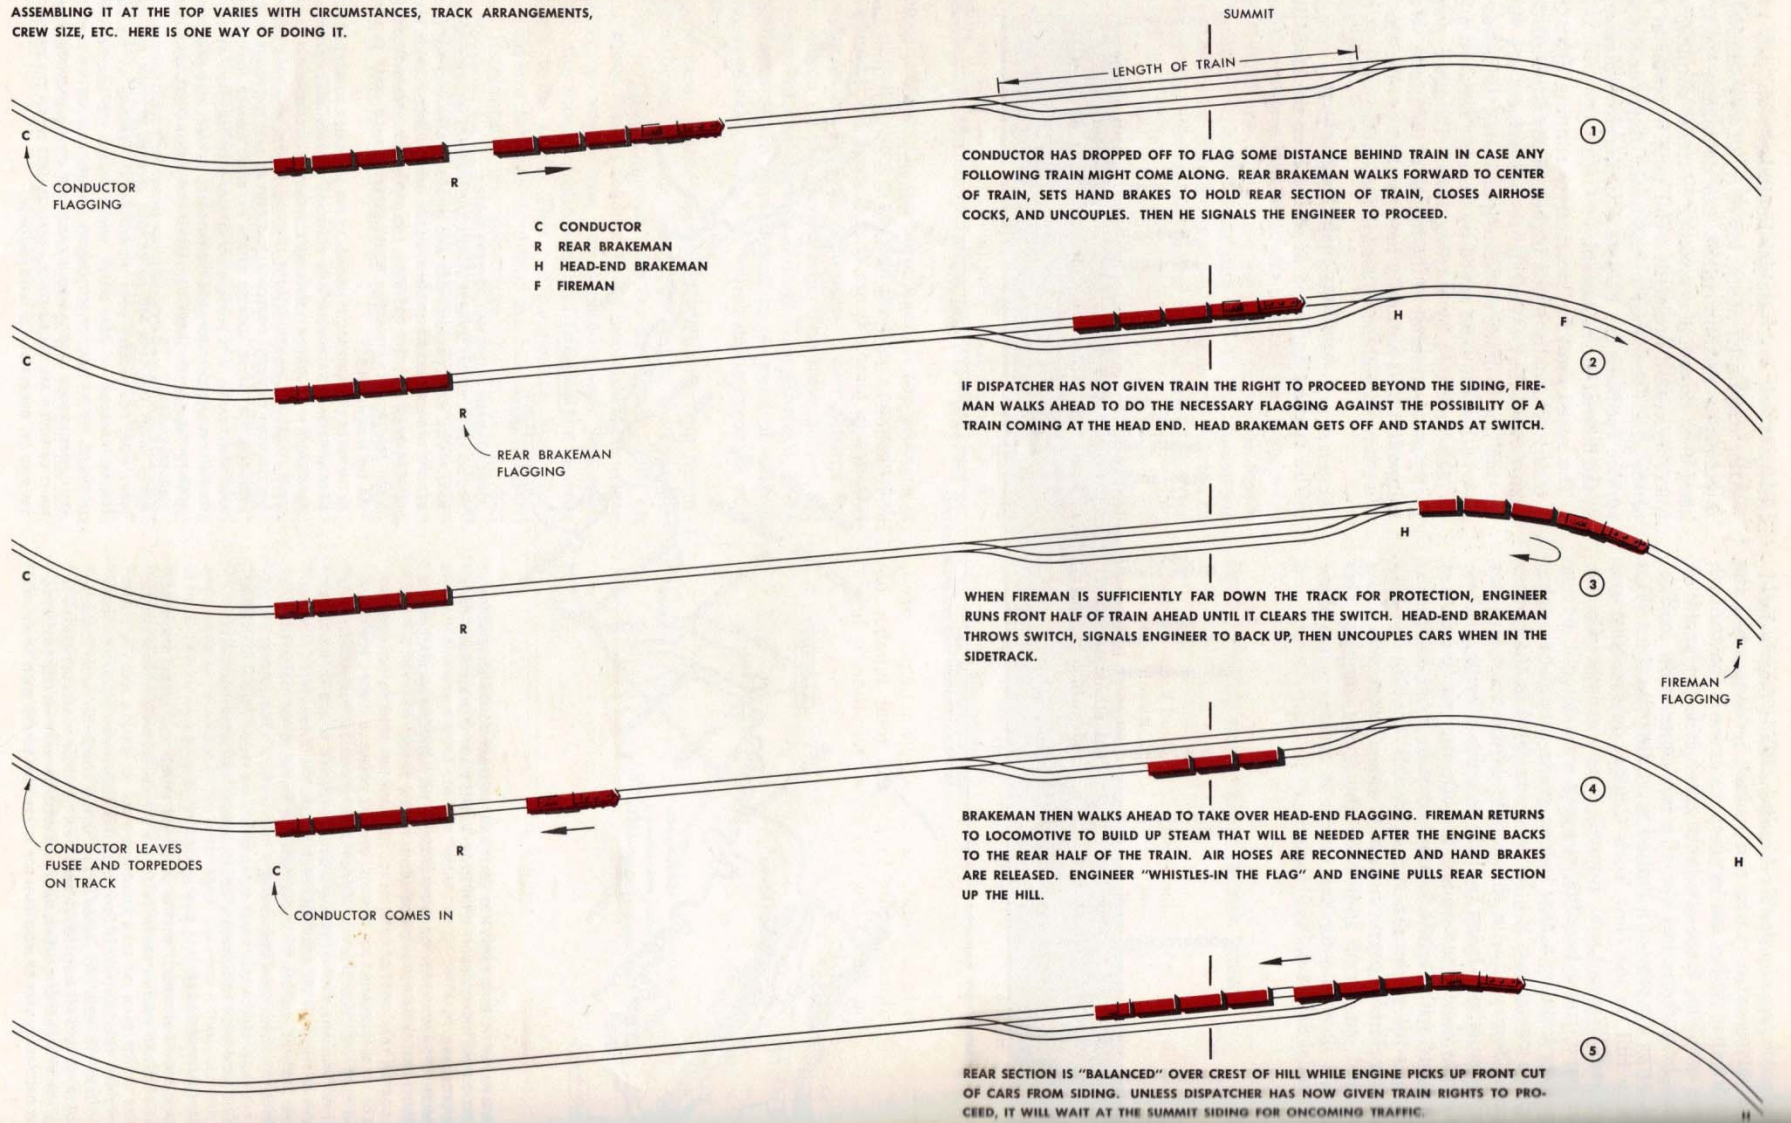 ASSEMBLING IT AT THE TOP VARIES WITH CIRCUMSTANCES, TRACK ARRANGEMENTS,
CREW SIZE, ETC. HERE IS ONE WAY OF DOING IT.
SUMMIT
LENGTH OF TRAIN
C
CONDUCTOR
FLAGGING
R
1
CONDUCTOR HAS DROPPED OFF TO FLAG SOME DISTANCE BEHIND TRAIN IN CASE ANY
FOLLOWING TRAIN MIGHT COME ALONG. REAR BRAKEMAN WALKS FORWARD TO CENTER
OF TRAIN, SETS HAND BRAKES TO HOLD REAR SECTION OF TRAIN, CLOSES AIRHOSE
COCKS, AND UNCOUPLES. THEN HE SIGNALS THE ENGINEER TO PROCEED.
C CONDUCTOR
R REAR BRAKEMAN
H HEAD-END BRAKEMAN
F FIREMAN
C
R
REAR BRAKEMAN
FLAGGING
H
F
2
IF DISPATCHER HAS NOT GIVEN TRAIN THE RIGHT TO PROCEED BEYOND THE SIDING, FIRE-
MAN WALKS AHEAD TO DO THE NECESSARY FLAGGING AGAINST THE POSSIBILITY OF A
TRAIN COMING AT THE HEAD END. HEAD BRAKEMAN GETS OFF AND STANDS AT SWITCH.
C
R
H
3
WHEN FIREMAN IS SUFFICIENTLY FAR DOWN THE TRACK FOR PROTECTION, ENGINEER
RUNS FRONT HALF OF TRAIN AHEAD UNTIL IT CLEARS THE SWITCH. HEAD-END BRAKEMAN
THROWS SWITCH, SIGNALS ENGINEER TO BACK UP, THEN UNCOUPLES CARS WHEN IN THE
SIDETRACK.
F
FIREMAN
FLAGGING
CONDUCTOR LEAVES
FUSEE AND TORPEDOES
ON TRACK
C
CONDUCTOR COMES IN
R
4
BRAKEMAN THEN WALKS AHEAD TO TAKE OVER HEAD-END FLAGGING. FIREMAN RETURNS
TO LOCOMOTIVE TO BUILD UP STEAM THAT WILL BE NEEDED AFTER THE ENGINE BACKS
TO THE REAR HALF OF THE TRAIN. AIR HOSES ARE RECONNECTED AND HAND BRAKES
ARE RELEASED. ENGINEER "WHISTLES-IN THE FLAG" AND ENGINE PULLS REAR SECTION
UP THE HILL.
H
5
REAR SECTION IS "BALANCED" OVER CREST OF HILL WHILE ENGINE PICKS UP FRONT CUT
OF CARS FROM SIDING. UNLESS DISPATCHER HAS NOW GIVEN TRAIN RIGHTS TO PRO-
CEED, IT WILL WAIT AT THE SUMMIT SIDING FOR ONCOMING TRAFFIC.
H